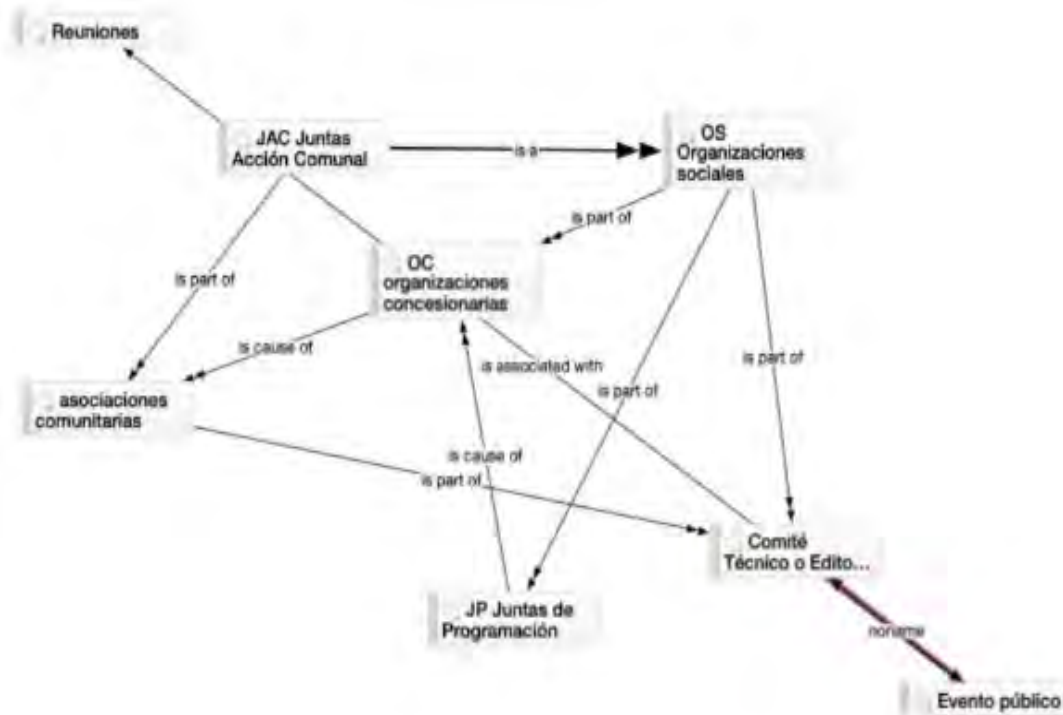 Reuniones
JAC Juntas
Acción Comunal
is a
OS
Organizaciones
sociales
is part of
OC
organizaciones
concesionarias
is part of
is cause of
is associated with
is part of
is part of
asociaciones
comunitarias
is cause of
is part of
Comité
Técnico o Edito...
JP Juntas de
Programación
noname
Evento público